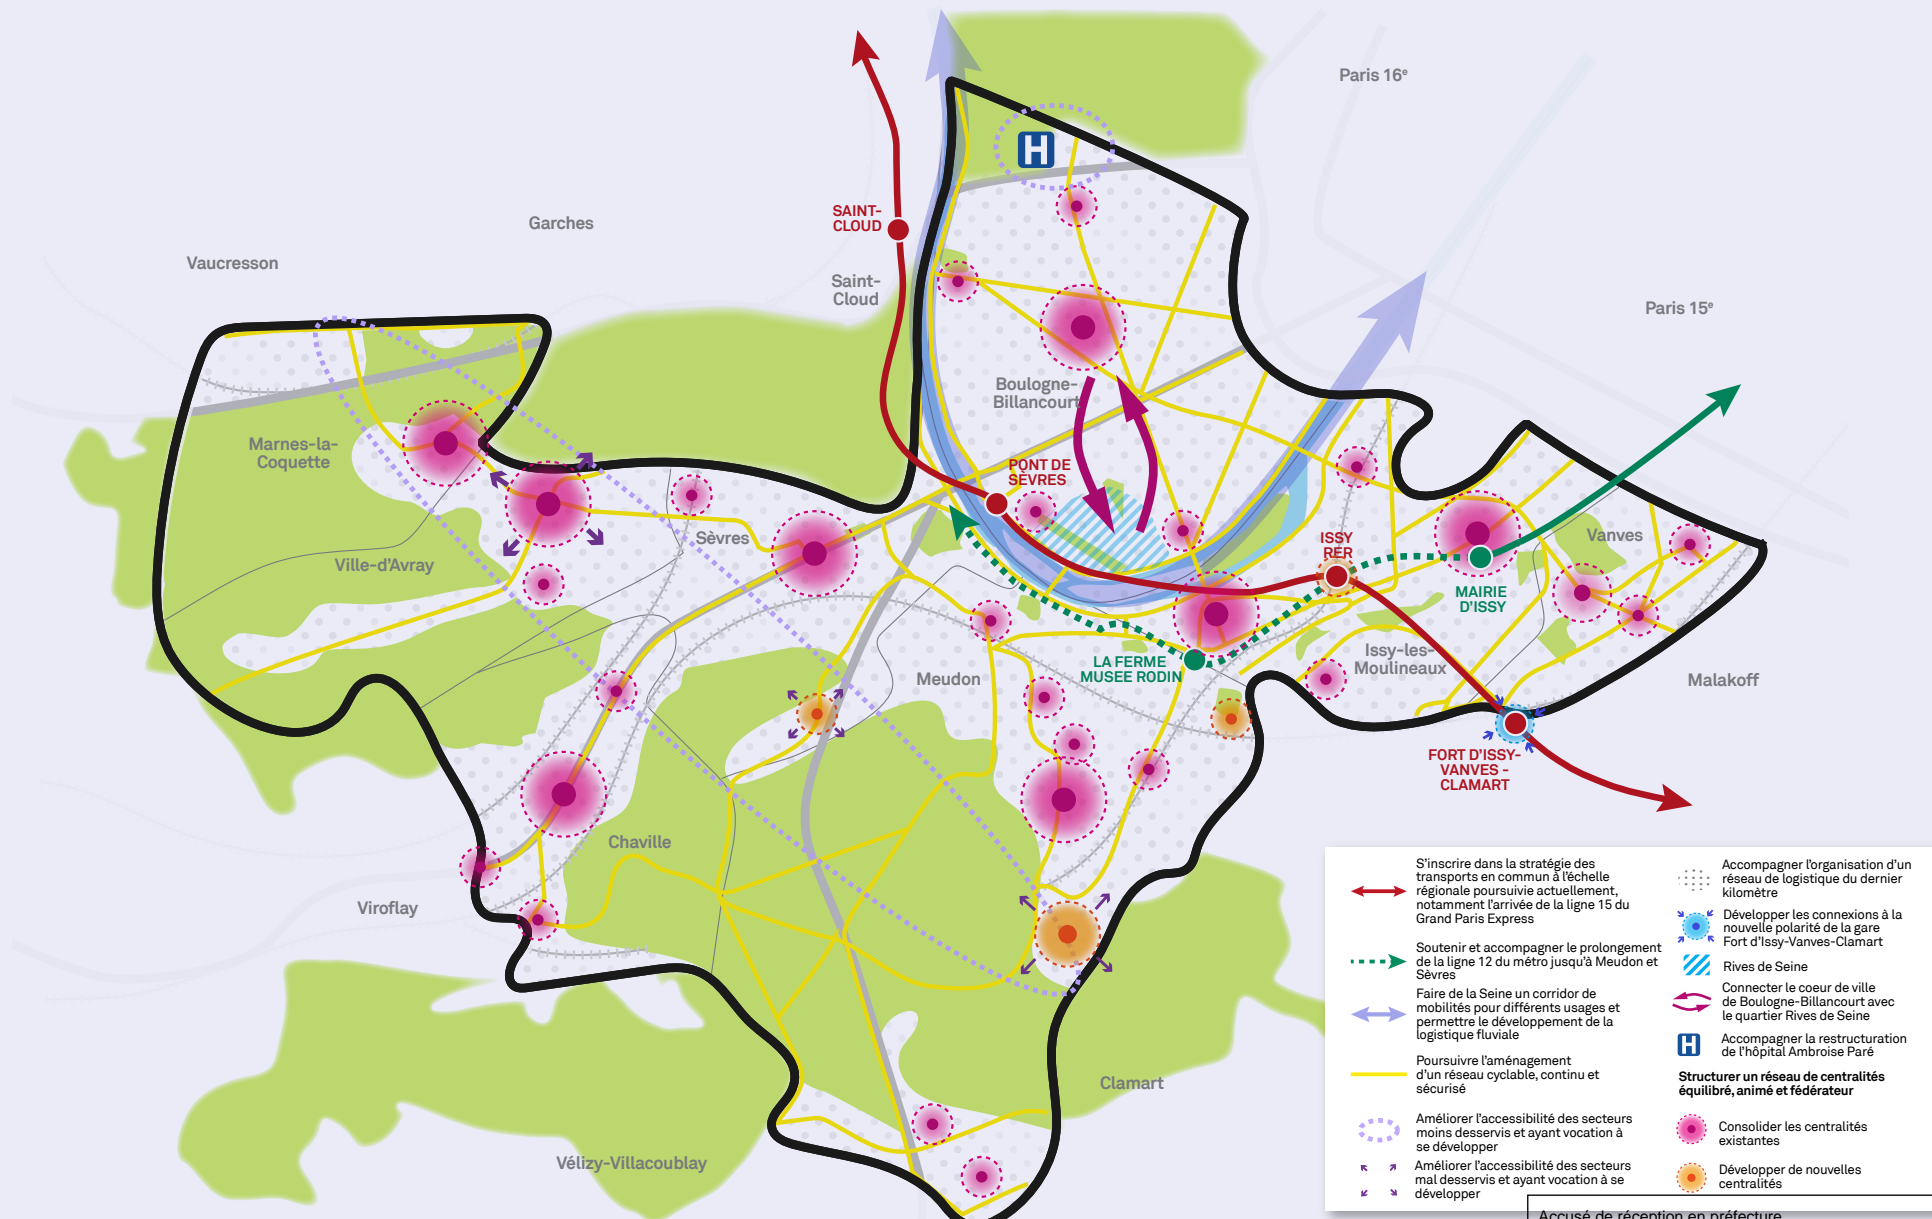 Paris 16e
Garches
SAINT-
CLOUD
Vaucresson
Saint-
Cloud
Paris 15e
Boulogne-
Billancourt
Marnes-la-
Coquette
PONT DE
SÈVRES
Sèvres
ISSY
RER
Vanves
Ville-d'Avray
MAIRIE
D'ISSY
LA FERME
MUSEE RODIN
Issy-les-
Moulineaux
Meudon
Malakoff
FORT D'ISSY-
VANVES -
CLAMART
Chaville
Viroflay
Clamart
Vélizy-Villacoublay
H
S'inscrire dans la stratégie des
transports en commun à l'échelle
régionale poursuivie actuellement,
notamment l'arrivée de la ligne 15 du
Grand Paris Express
Soutenir et accompagner le prolongement
de la ligne 12 du métro jusqu'à Meudon et
Sèvres
Faire de la Seine un corridor de
mobilités pour différents usages et
permettre le développement de la
logistique fluviale
Poursuivre l'aménagement
d'un réseau cyclable, continu et
sécurisé
Améliorer l'accessibilité des secteurs
moins desservis et ayant vocation à
se développer
Améliorer l'accessibilité des secteurs
mal desservis et ayant vocation à se
développer
Accompagner l'organisation d'un
réseau de logistique du dernier
kilomètre
Développer les connexions à la
nouvelle polarité de la gare
Fort d'Issy-Vanves-Clamart
Rives de Seine
Connecter le coeur de ville
de Boulogne-Billancourt avec
le quartier Rives de Seine
H
Accompagner la restructuration
de l'hôpital Ambroise Paré
Structurer un réseau de centralités
équilibré, animé et fédérateur
Consolider les centralités
existantes
Développer de nouvelles
centralités
Accusé de réception en préfecture